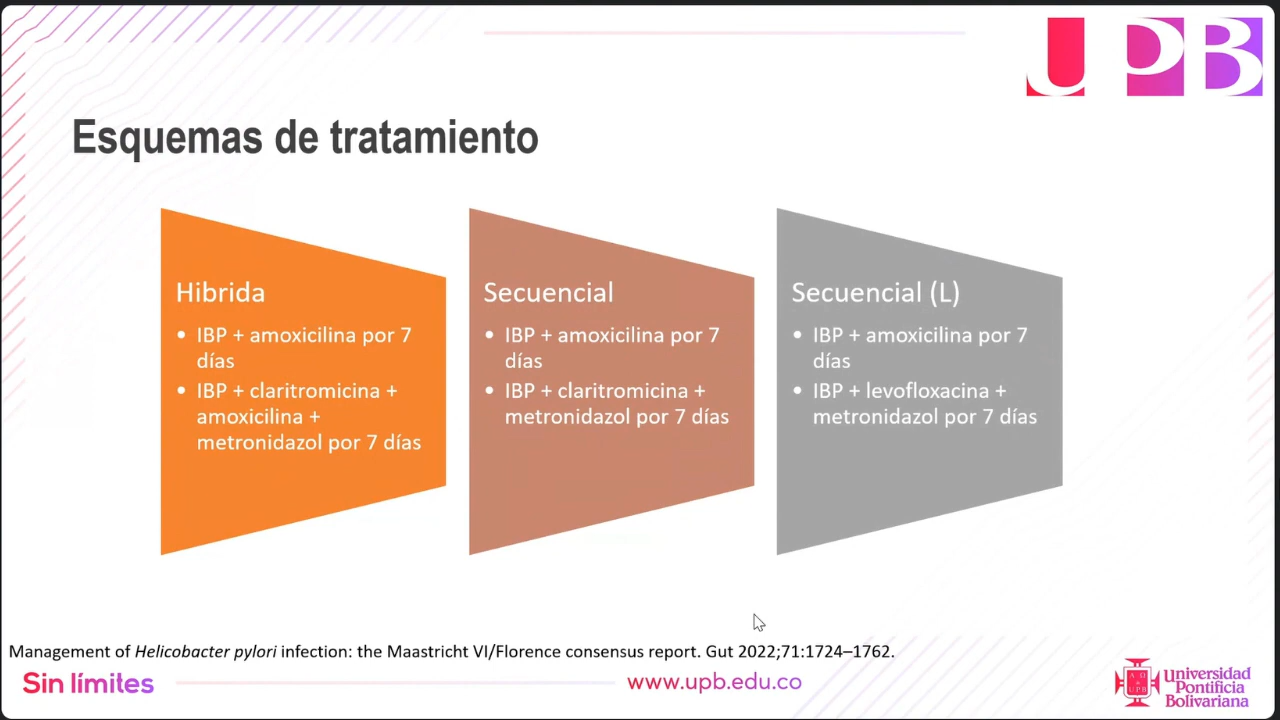 UPB
Esquemas de tratamiento
Hibrida
• IBP + amoxicilina por 7
días
• IBP + claritromicina +
amoxicilina +
metronidazol por 7 días
Secuencial
• IBP + amoxicilina por 7
días
• IBP + claritromicina +
metronidazol por 7 días
Secuencial (L)
• IBP + amoxicilina por 7
días
• IBP + levofloxacina +
metronidazol por 7 días
Management of Helicobacter pylori infection: the Maastricht VI/Florence consensus report. Gut 2022;71:1724–1762.
Sin límites
www.upb.edu.co
A Ω
UPB
Universidad
Pontificia
Bolivariana